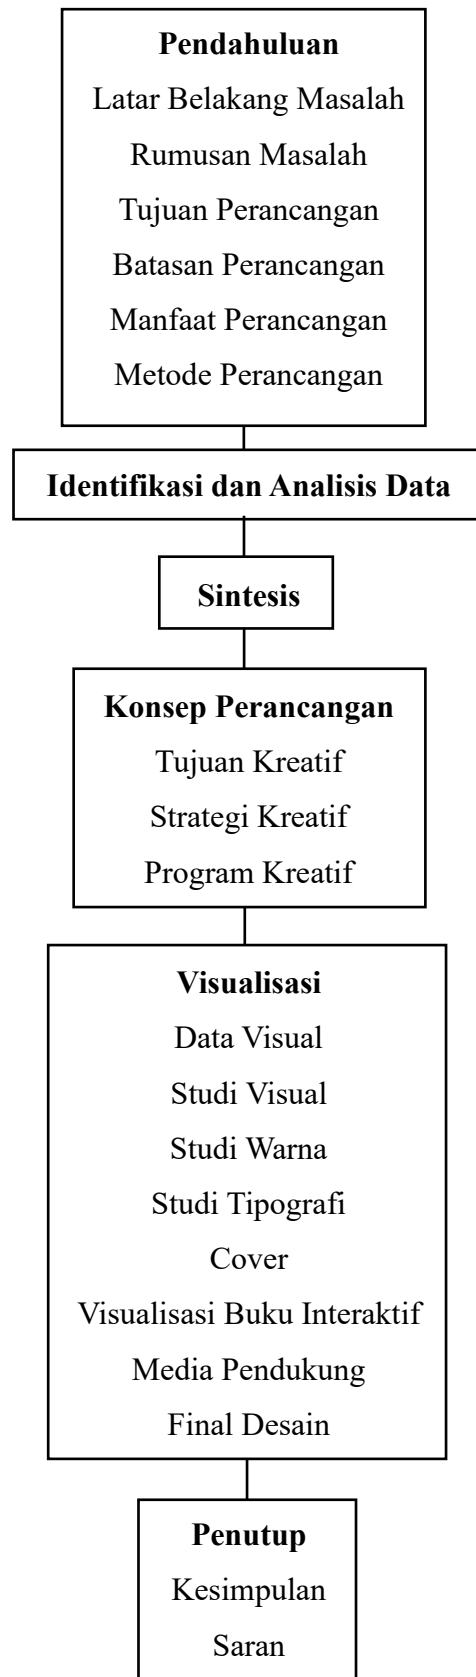 Pendahuluan
Latar Belakang Masalah
Rumusan Masalah
Tujuan Perancangan
Batasan Perancangan
Manfaat Perancangan
Metode Perancangan
Identifikasi dan Analisis Data
Sintesis
Konsep Perancangan
Tujuan Kreatif
Strategi Kreatif
Program Kreatif
Visualisasi
Data Visual
Studi Visual
Studi Warna
Studi Tipografi
Cover
Visualisasi Buku Interaktif
Media Pendukung
Final Desain
Penutup
Kesimpulan
Saran